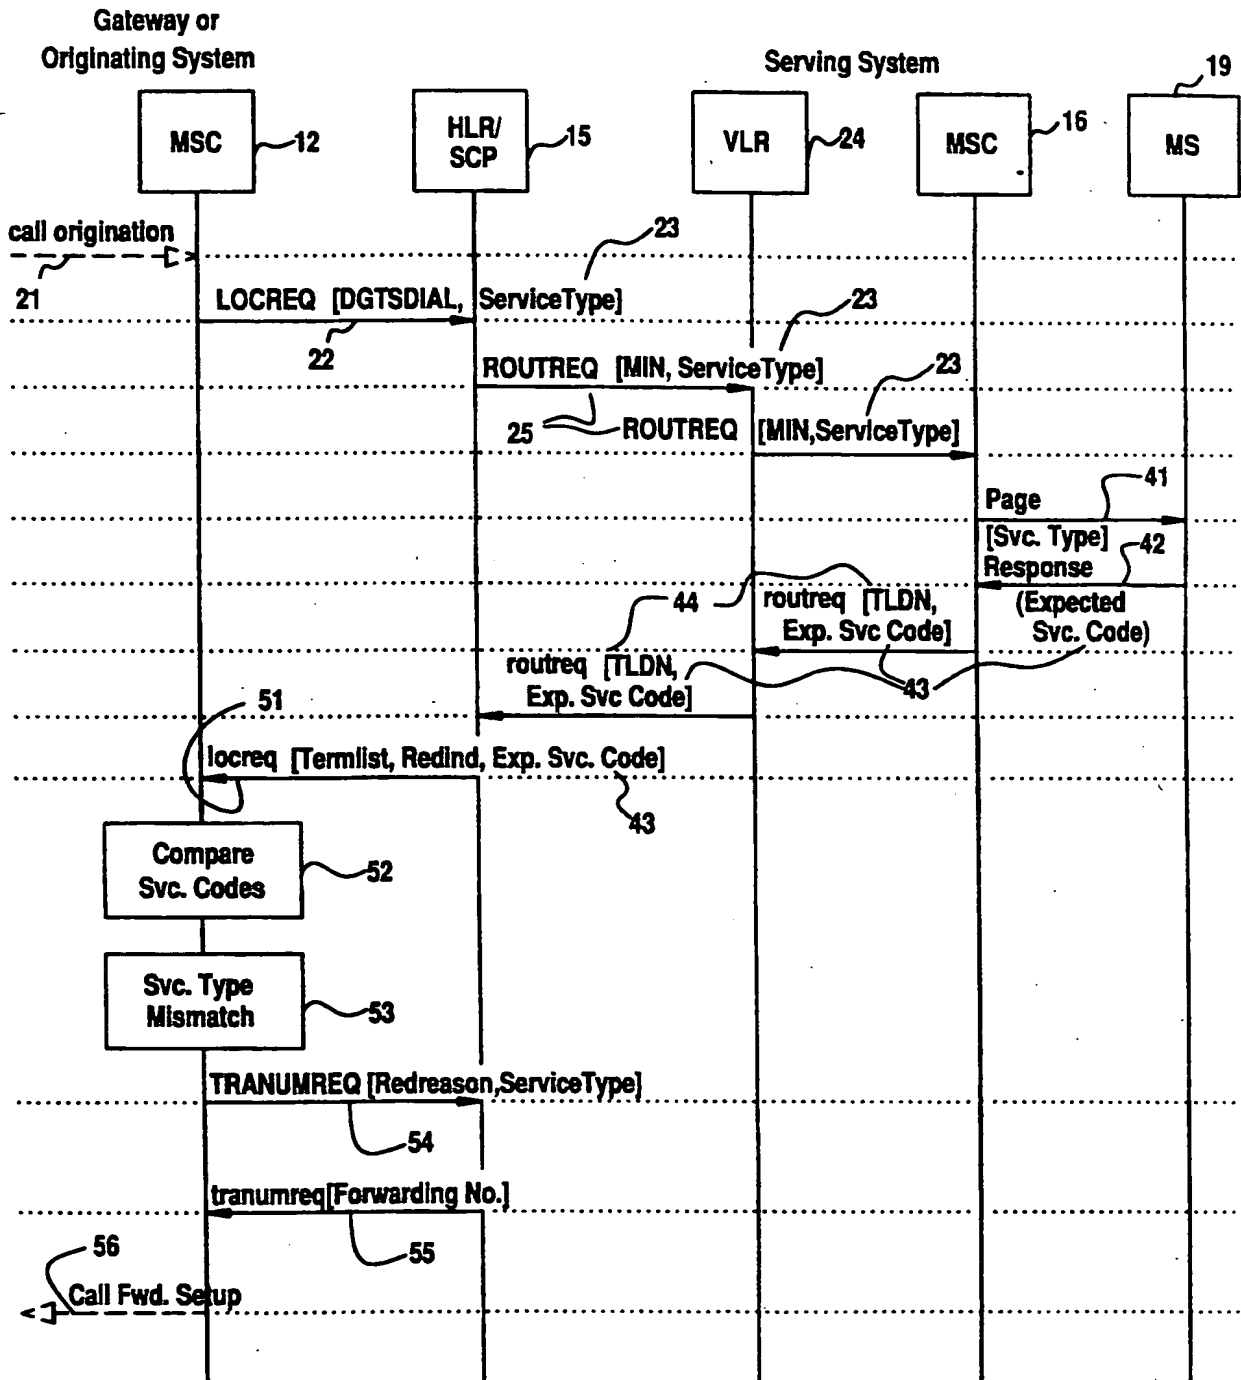 Gateway or
Originating System
Serving System
19
MSC
12
HLR/
SCP
15
VLR
24
MSC
16
MS
call origination
21
23
LOCREQ [DGTSDIAL, ServiceType]
22
23
ROUTREQ [MIN, ServiceType]
23
25
ROUTREQ [MIN,ServiceType]
Page
41
[Svc. Type]
42
Response
44
routreq [TLDN,
Exp. Svc Code]
(Expected
Svc. Code)
routreq [TLDN,
Exp. Svc Code]
43
51
locreq [Termlist, Redind, Exp. Svc. Code]
43
Compare
Svc. Codes
52
Svc. Type
Mismatch
53
TRANUMREQ [Redreason,ServiceType]
54
tranumreq[Forwarding No.]
55
56
Call Fwd. Setup